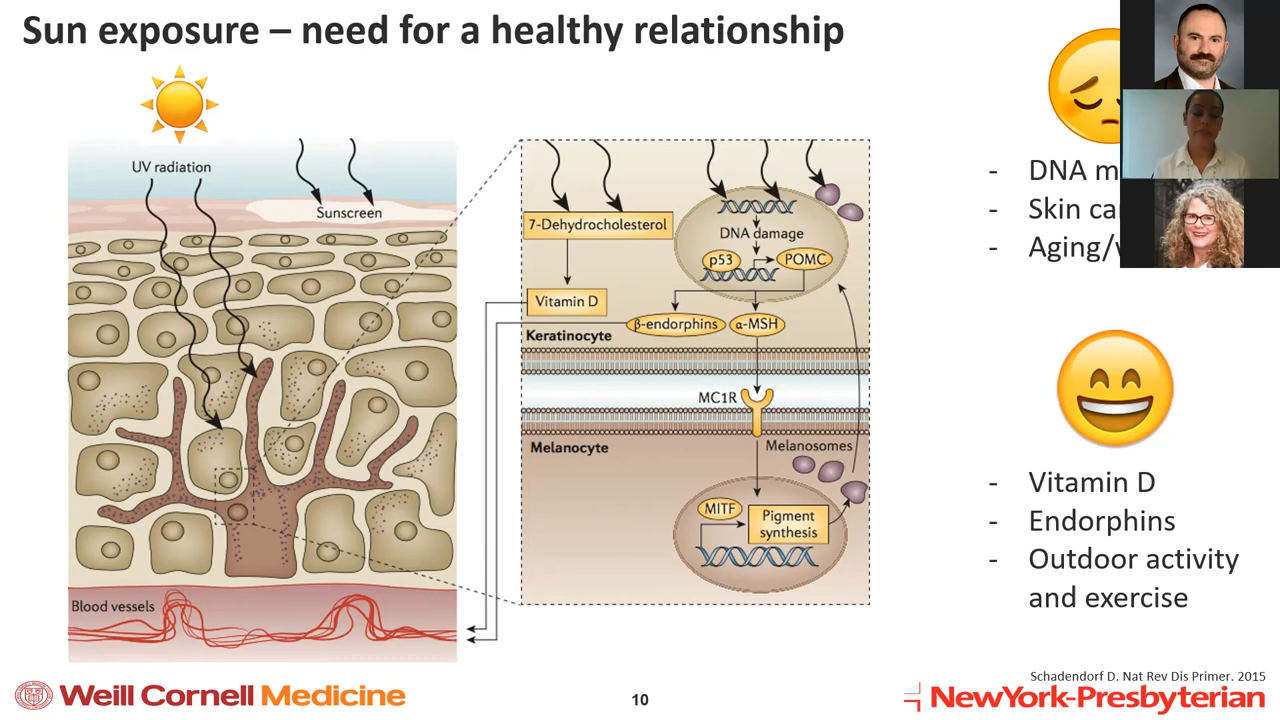 Sun exposure – need for a healthy relationship
UV radiation
Sunscreen
Blood vessels
7-Dehydrocholesterol
DNA damage
p53
POMC
Vitamin D
β-endorphins
α-MSH
Keratinocyte
MC1R
Melanocyte
Melanosomes
MITF
Pigment
synthesis
- DNA
- Skin
- Aging/
- Vitamin D
- Endorphins
- Outdoor activity
and exercise
Schadendorf D. Nat Rev Dis Primer. 2015
Weill Cornell Medicine
10
NewYork-Presbyterian